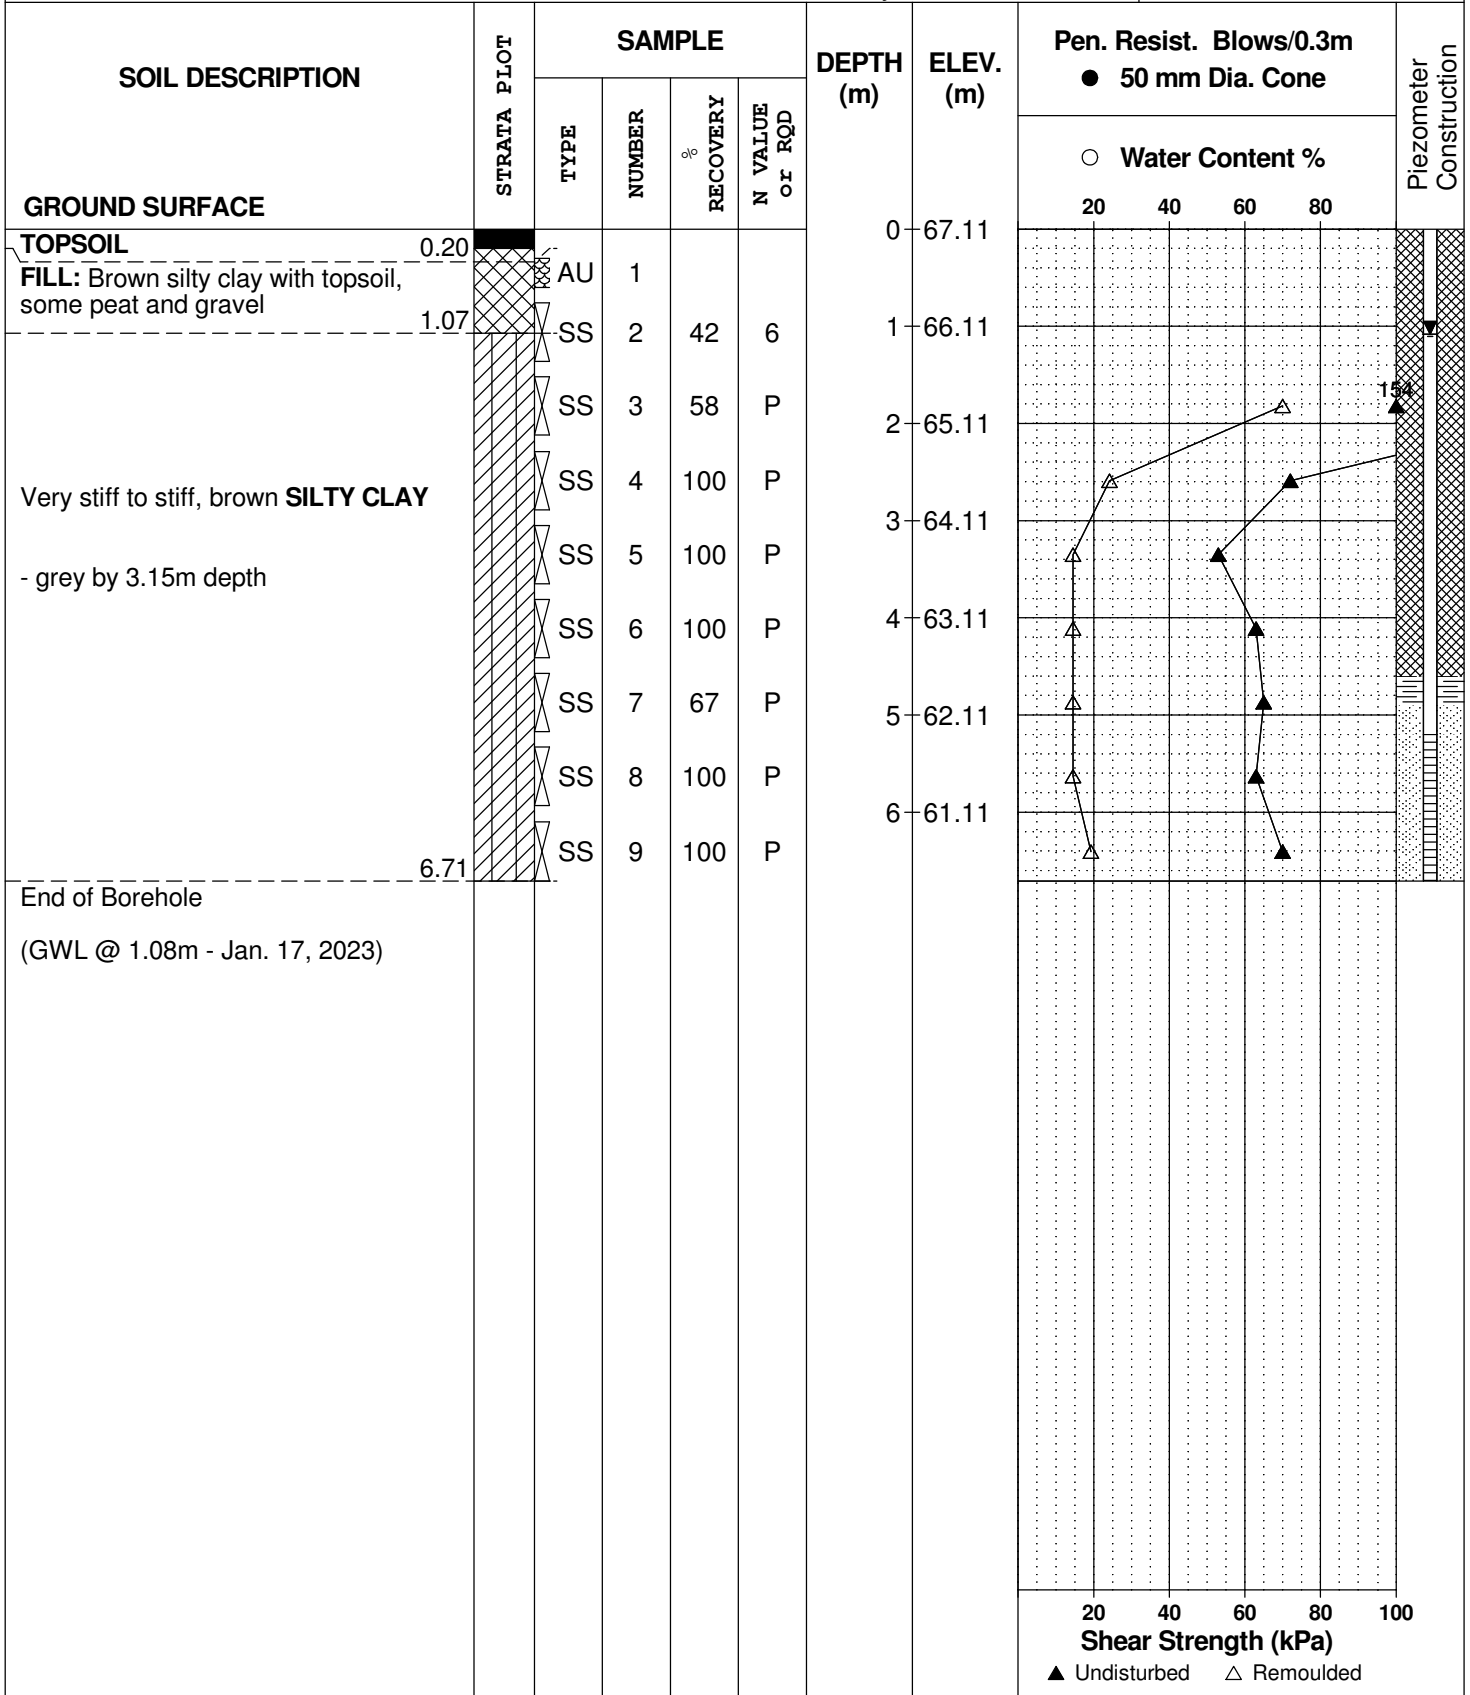 SOIL DESCRIPTION
GROUND SURFACE
STRATA PLOT
SAMPLE
TYPE
NUMBER
% RECOVERY
N VALUE or RQD
DEPTH (m)
ELEV. (m)
Pen. Resist. Blows/0.3m
● 50 mm Dia. Cone
○ Water Content %
20 40 60 80
Piezometer Construction
0 67.11
TOPSOIL 0.20
FILL: Brown silty clay with topsoil,
some peat and gravel
1.07
AU 1
SS 2 42 6
1 66.11
154
SS 3 58 P
2 65.11
SS 4 100 P
Very stiff to stiff, brown SILTY CLAY
3 64.11
SS 5 100 P
- grey by 3.15m depth
4 63.11
SS 6 100 P
SS 7 67 P
5 62.11
SS 8 100 P
6 61.11
SS 9 100 P
6.71
End of Borehole
(GWL @ 1.08m - Jan. 17, 2023)
20 40 60 80 100
Shear Strength (kPa)
▲ Undisturbed △ Remoulded